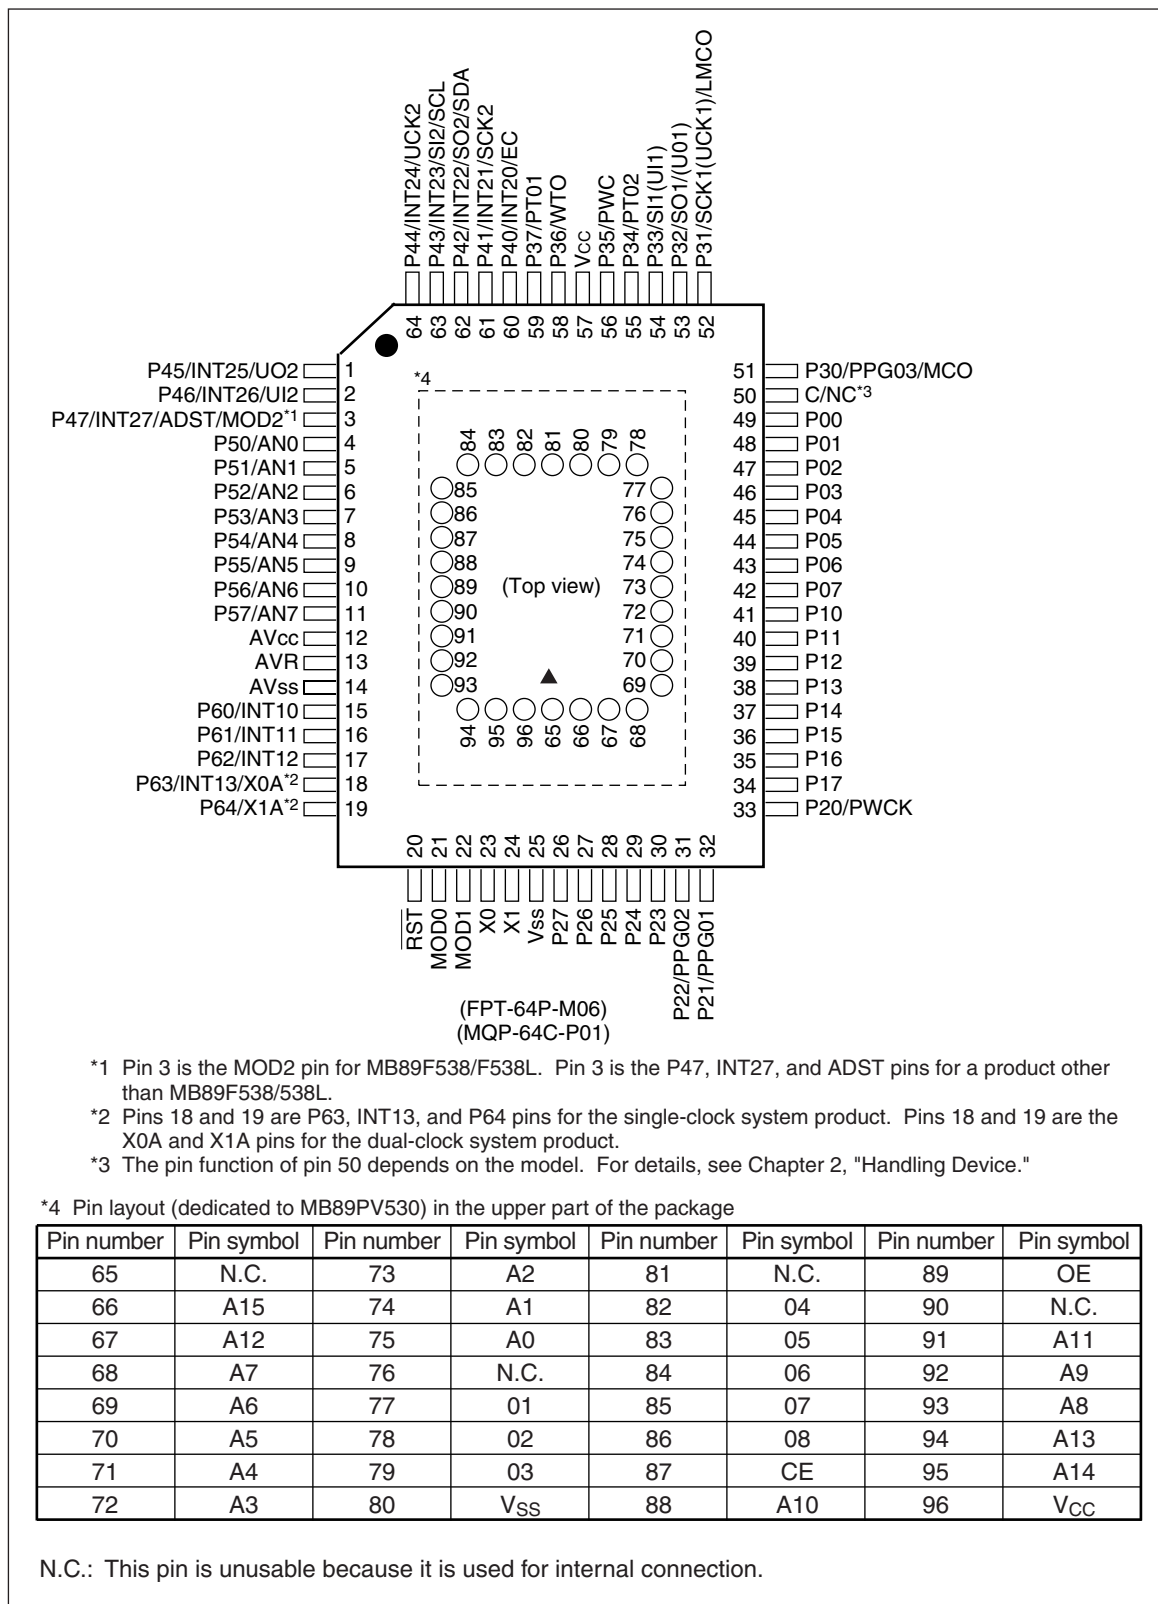 P44/INT24/UCK2
P43/INT23/SI2/SCL
P42/INT22/SO2/SDA
P41/INT21/SCK2
P40/INT20/EC
P37/PT01
P36/WTO
Vcc
P35/PWC
P34/PT02
P33/SI1(UI1)
P32/SO1/(U01)
P31/SCK1(UCK1)/LMCO
64
63
62
61
60
59
58
57
56
55
54
53
52
P45/INT25/UO2 1
P46/INT26/UI2 2
P47/INT27/ADST/MOD2*1 3
P50/AN0 4
P51/AN1 5
P52/AN2 6
P53/AN3 7
P54/AN4 8
P55/AN5 9
P56/AN6 10
P57/AN7 11
AVcc 12
AVR 13
AVss 14
P60/INT10 15
P61/INT11 16
P62/INT12 17
P63/INT13/X0A*2 18
P64/X1A*2 19
51 P30/PPG03/MCO
50 C/NC*3
49 P00
48 P01
47 P02
46 P03
45 P04
44 P05
43 P06
42 P07
41 P10
40 P11
39 P12
38 P13
37 P14
36 P15
35 P16
34 P17
33 P20/PWCK
*4
84
83
82
81
80
79
78
85
86
87
88
89
90
91
92
93
77
76
75
74
73
72
71
70
69
(Top view)
94
95
96
65
66
67
68
20
21
22
23
24
25
26
27
28
29
30
31
32
RST
MOD0
MOD1
X0
X1
Vss
P27
P26
P25
P24
P23
P22/PPG02
P21/PPG01
(FPT-64P-M06)
(MQP-64C-P01)
*1 Pin 3 is the MOD2 pin for MB89F538/F538L. Pin 3 is the P47, INT27, and ADST pins for a product other
than MB89F538/538L.
*2 Pins 18 and 19 are P63, INT13, and P64 pins for the single-clock system product. Pins 18 and 19 are the
X0A and X1A pins for the dual-clock system product.
*3 The pin function of pin 50 depends on the model. For details, see Chapter 2, "Handling Device."
*4 Pin layout (dedicated to MB89PV530) in the upper part of the package
Pin number Pin symbol Pin number Pin symbol Pin number Pin symbol Pin number Pin symbol
65 N.C. 73 A2 81 N.C. 89 OE
66 A15 74 A1 82 04 90 N.C.
67 A12 75 A0 83 05 91 A11
68 A7 76 N.C. 84 06 92 A9
69 A6 77 01 85 07 93 A8
70 A5 78 02 86 08 94 A13
71 A4 79 03 87 CE 95 A14
72 A3 80 VSS 88 A10 96 VCC
N.C.: This pin is unusable because it is used for internal connection.